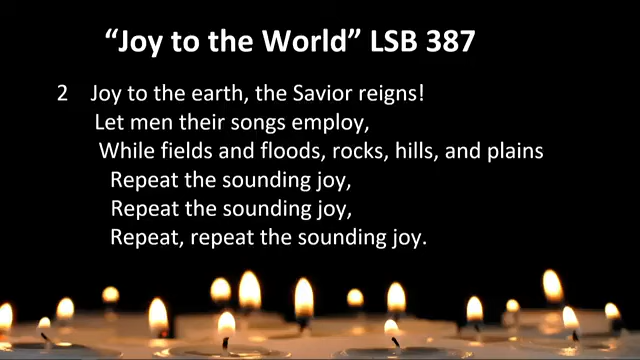 “Joy to the World” LSB 387
2 Joy to the earth, the Savior reigns!
Let men their songs employ,
While fields and floods, rocks, hills, and plains
Repeat the sounding joy,
Repeat the sounding joy,
Repeat, repeat the sounding joy.